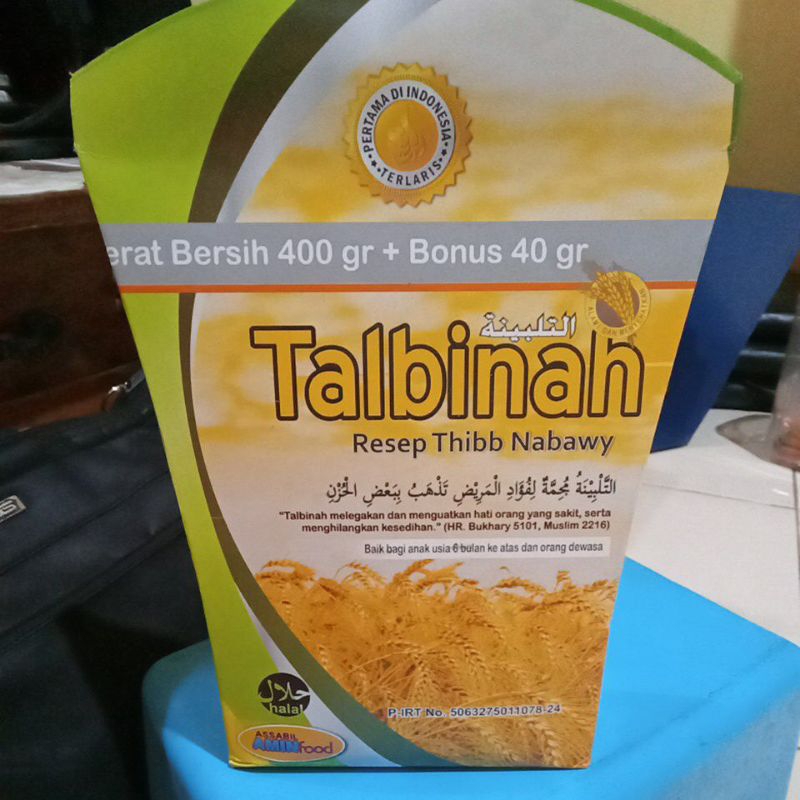 PERTAMA DI INDONESIA
TERLARIS
erat Bersih 400 gr + Bonus 40 gr
التلبينة
Talbinah
Resep Thibb Nabawy
التَّلْبِيْنَةُ مُجِمَّةٌ لِفُؤَادِ الْمَرِيْضِ تَذْهَبُ بِبَعْضِ الْحُزْنِ
"Talbinah melegakan dan menguatkan hati orang yang sakit, serta
menghilangkan kesedihan." (HR. Bukhary 5101, Muslim 2216)
Baik bagi anak usia 6 bulan ke atas dan orang dewasa
حلال
halal
P-IRT No. 5063275011078-24
ASSABIL
AMINfood